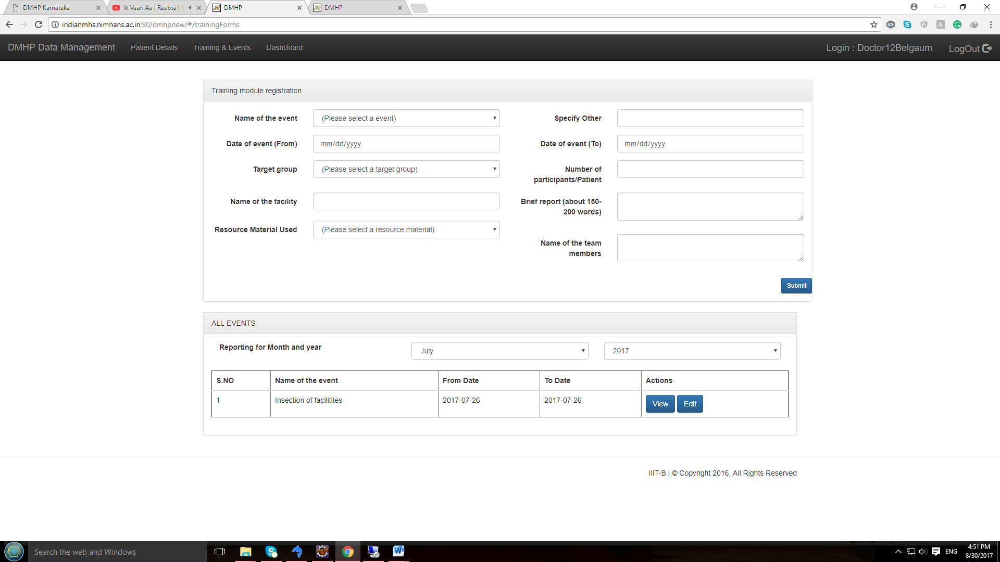 DMHP Karnataka
Ik Vaari Aa | Raabta |
DMHP
DMHP
indianmhs.nimhans.ac.in:90/dmhpnew/#/trainingForms
DMHP Data Management Patient Details Training & Events DashBoard Login : Doctor12Belgaum LogOut
Training module registration
Name of the event (Please select a event) Specify Other
Date of event (From) mm/dd/yyyy Date of event (To) mm/dd/yyyy
Target group (Please select a target group) Number of
participants/Patient
Name of the facility Brief report (about 150-
200 words)
Resource Material Used (Please select a resource material)
Name of the team
members
Submit
ALL EVENTS
Reporting for Month and year July 2017
S.NO Name of the event From Date To Date Actions
1 Insection of facilitites 2017-07-26 2017-07-26 View Edit
IIIT-B | © Copyright 2016, All Rights Reserved
Search the web and Windows
ENG
4:51 PM
8/30/2017